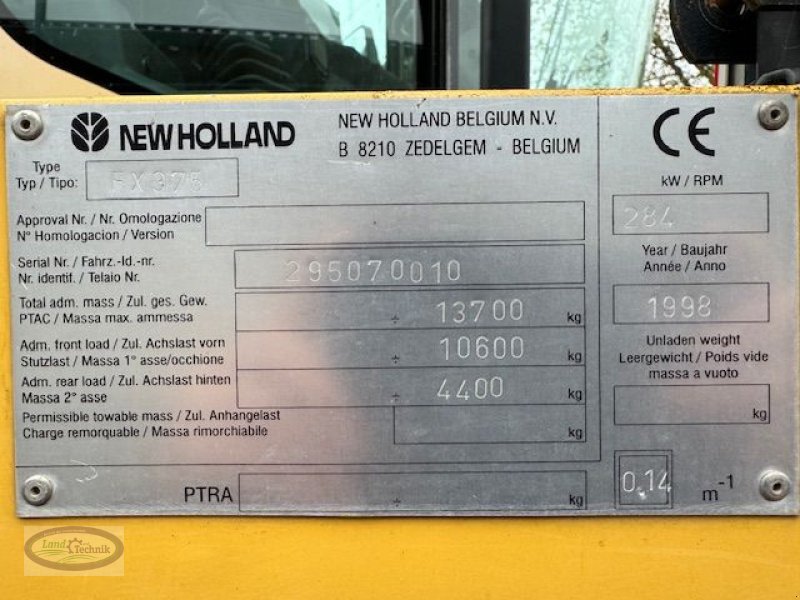 NEW HOLLAND
NEW HOLLAND BELGIUM N.V.
B 8210 ZEDELGEM - BELGIUM
CE
Type
Typ / Tipo:
FX375
kW / RPM
284
Approval Nr. / Nr. Omologazione
N° Homologacion / Version
Serial Nr. / Fahrz.-Id.-nr.
Nr. identif. / Telaio Nr.
295070010
Year / Baujahr
Année / Anno
1998
Total adm. mass / Zul. ges. Gew.
PTAC / Massa max. ammessa
÷ 13700 kg
Adm. front load / Zul. Achslast vorn
Stutzlast / Massa 1° asse/occhione
÷ 10600 kg
Adm. rear load / Zul. Achslast hinten
Massa 2° asse
÷ 4400 kg
Unladen weight
Leergewicht / Poids vide
massa a vuoto
kg
Permissible towable mass / Zul. Anhangelast
Charge remorquable / Massa rimorchiabile
kg
PTRA
÷ kg
0.14 m-1
Land Technik